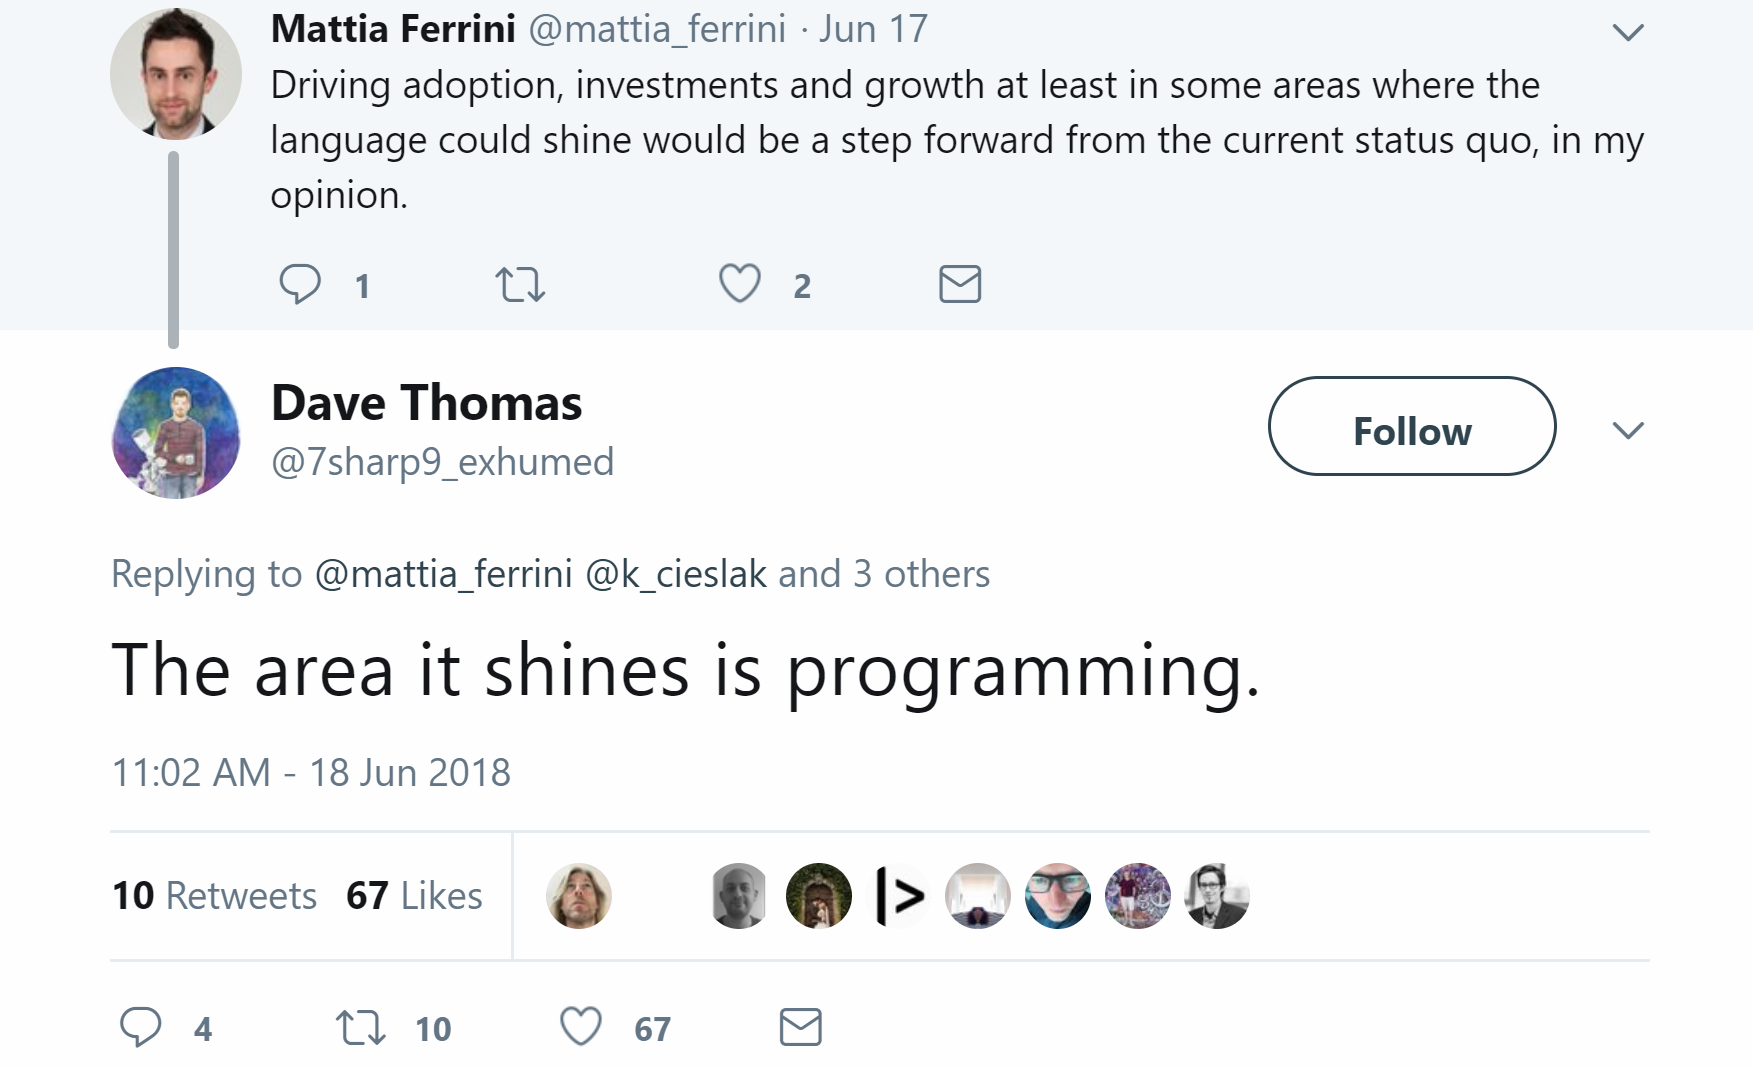 Mattia Ferrini @mattia_ferrini · Jun 17
Driving adoption, investments and growth at least in some areas where the
language could shine would be a step forward from the current status quo, in my
opinion.
1 2
Dave Thomas
@7sharp9_exhumed
Follow
Replying to @mattia_ferrini @k_cieslak and 3 others
The area it shines is programming.
11:02 AM - 18 Jun 2018
10 Retweets 67 Likes
|>
4 10 67